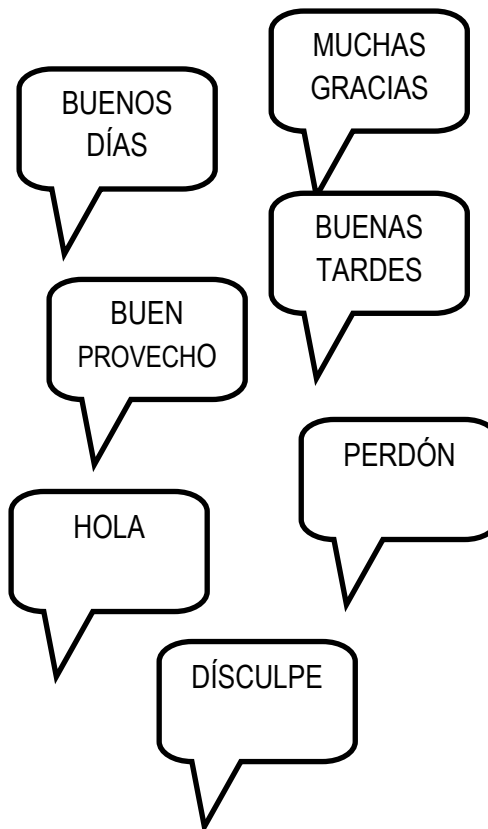 MUCHAS
GRACIAS
BUENOS
DÍAS
BUENAS
TARDES
BUEN
PROVECHO
PERDÓN
HOLA
DÍSCULPE